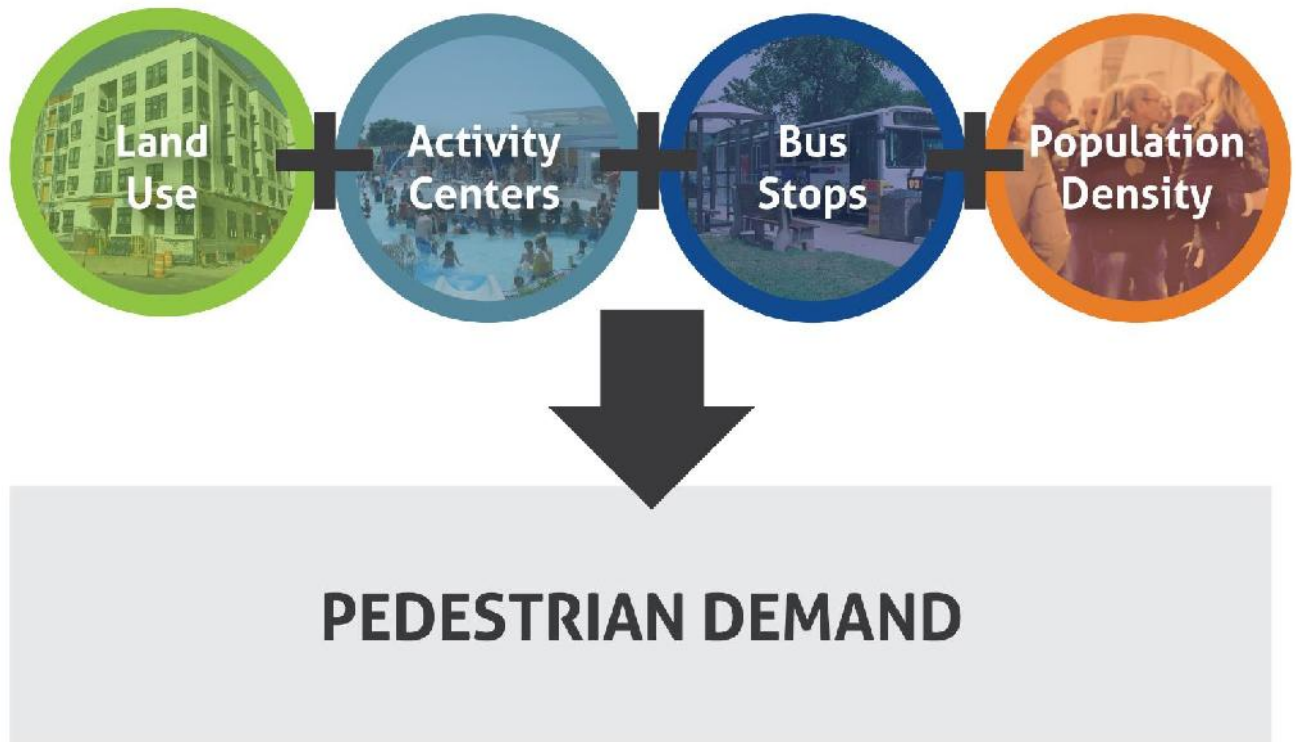 Land
Use
Activity
Centers
Bus
Stops
Population
Density
PEDESTRIAN DEMAND